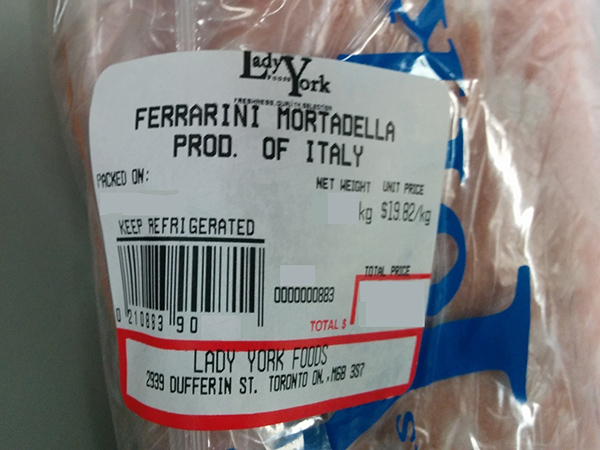 Lady York
FRESHNESS.QUALITY.SELECTION
FERRARINI MORTADELLA
PROD. OF ITALY
PACKED ON:
NET WEIGHT UNIT PRICE
kg $19.82/kg
KEEP REFRIGERATED
TOTAL PRICE
0000000883
0 210883 90
TOTAL $
LADY YORK FOODS
2939 DUFFERIN ST. TORONTO ON., M6B 3S7